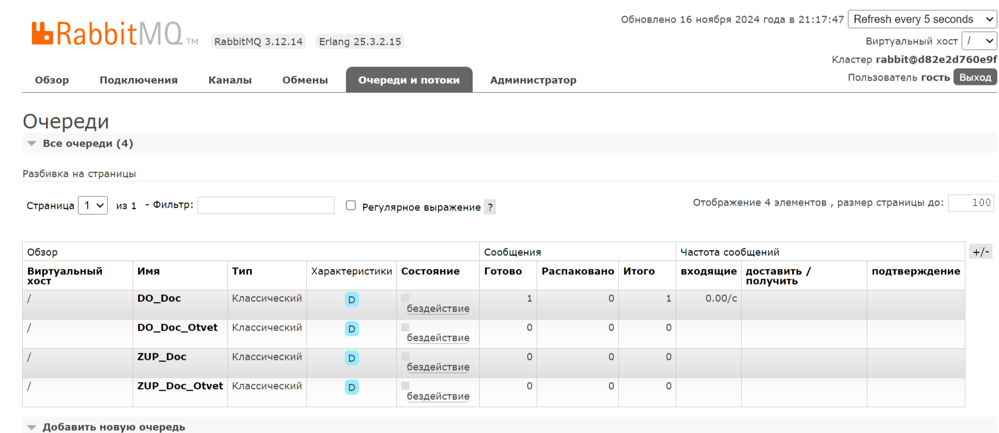 Обновлено 16 ноября 2024 года в 21:17:47 Refresh every 5 seconds
RabbitMQ TM RabbitMQ 3.12.14 Erlang 25.3.2.15
Виртуальный хост /
Кластер rabbit@d82e2d760e9f
Пользователь гость Выход
Обзор Подключения Каналы Обмены Очереди и потоки Администратор
Очереди
Все очереди (4)
Разбивка на страницы
Страница 1 из 1 - Фильтр: Регулярное выражение ? Отображение 4 элементов , размер страницы до: 100
Обзор Сообщения Частота сообщений +/-
Виртуальный хост Имя Тип Характеристики Состояние Готово Распаковано Итого входящие доставить / получить подтверждение
/ DO_Doc Классический D бездействие 1 0 1 0.00/с
/ DO_Doc_Otvet Классический D бездействие 0 0 0
/ ZUP_Doc Классический D бездействие 0 0 0
/ ZUP_Doc_Otvet Классический D бездействие 0 0 0
Добавить новую очередь